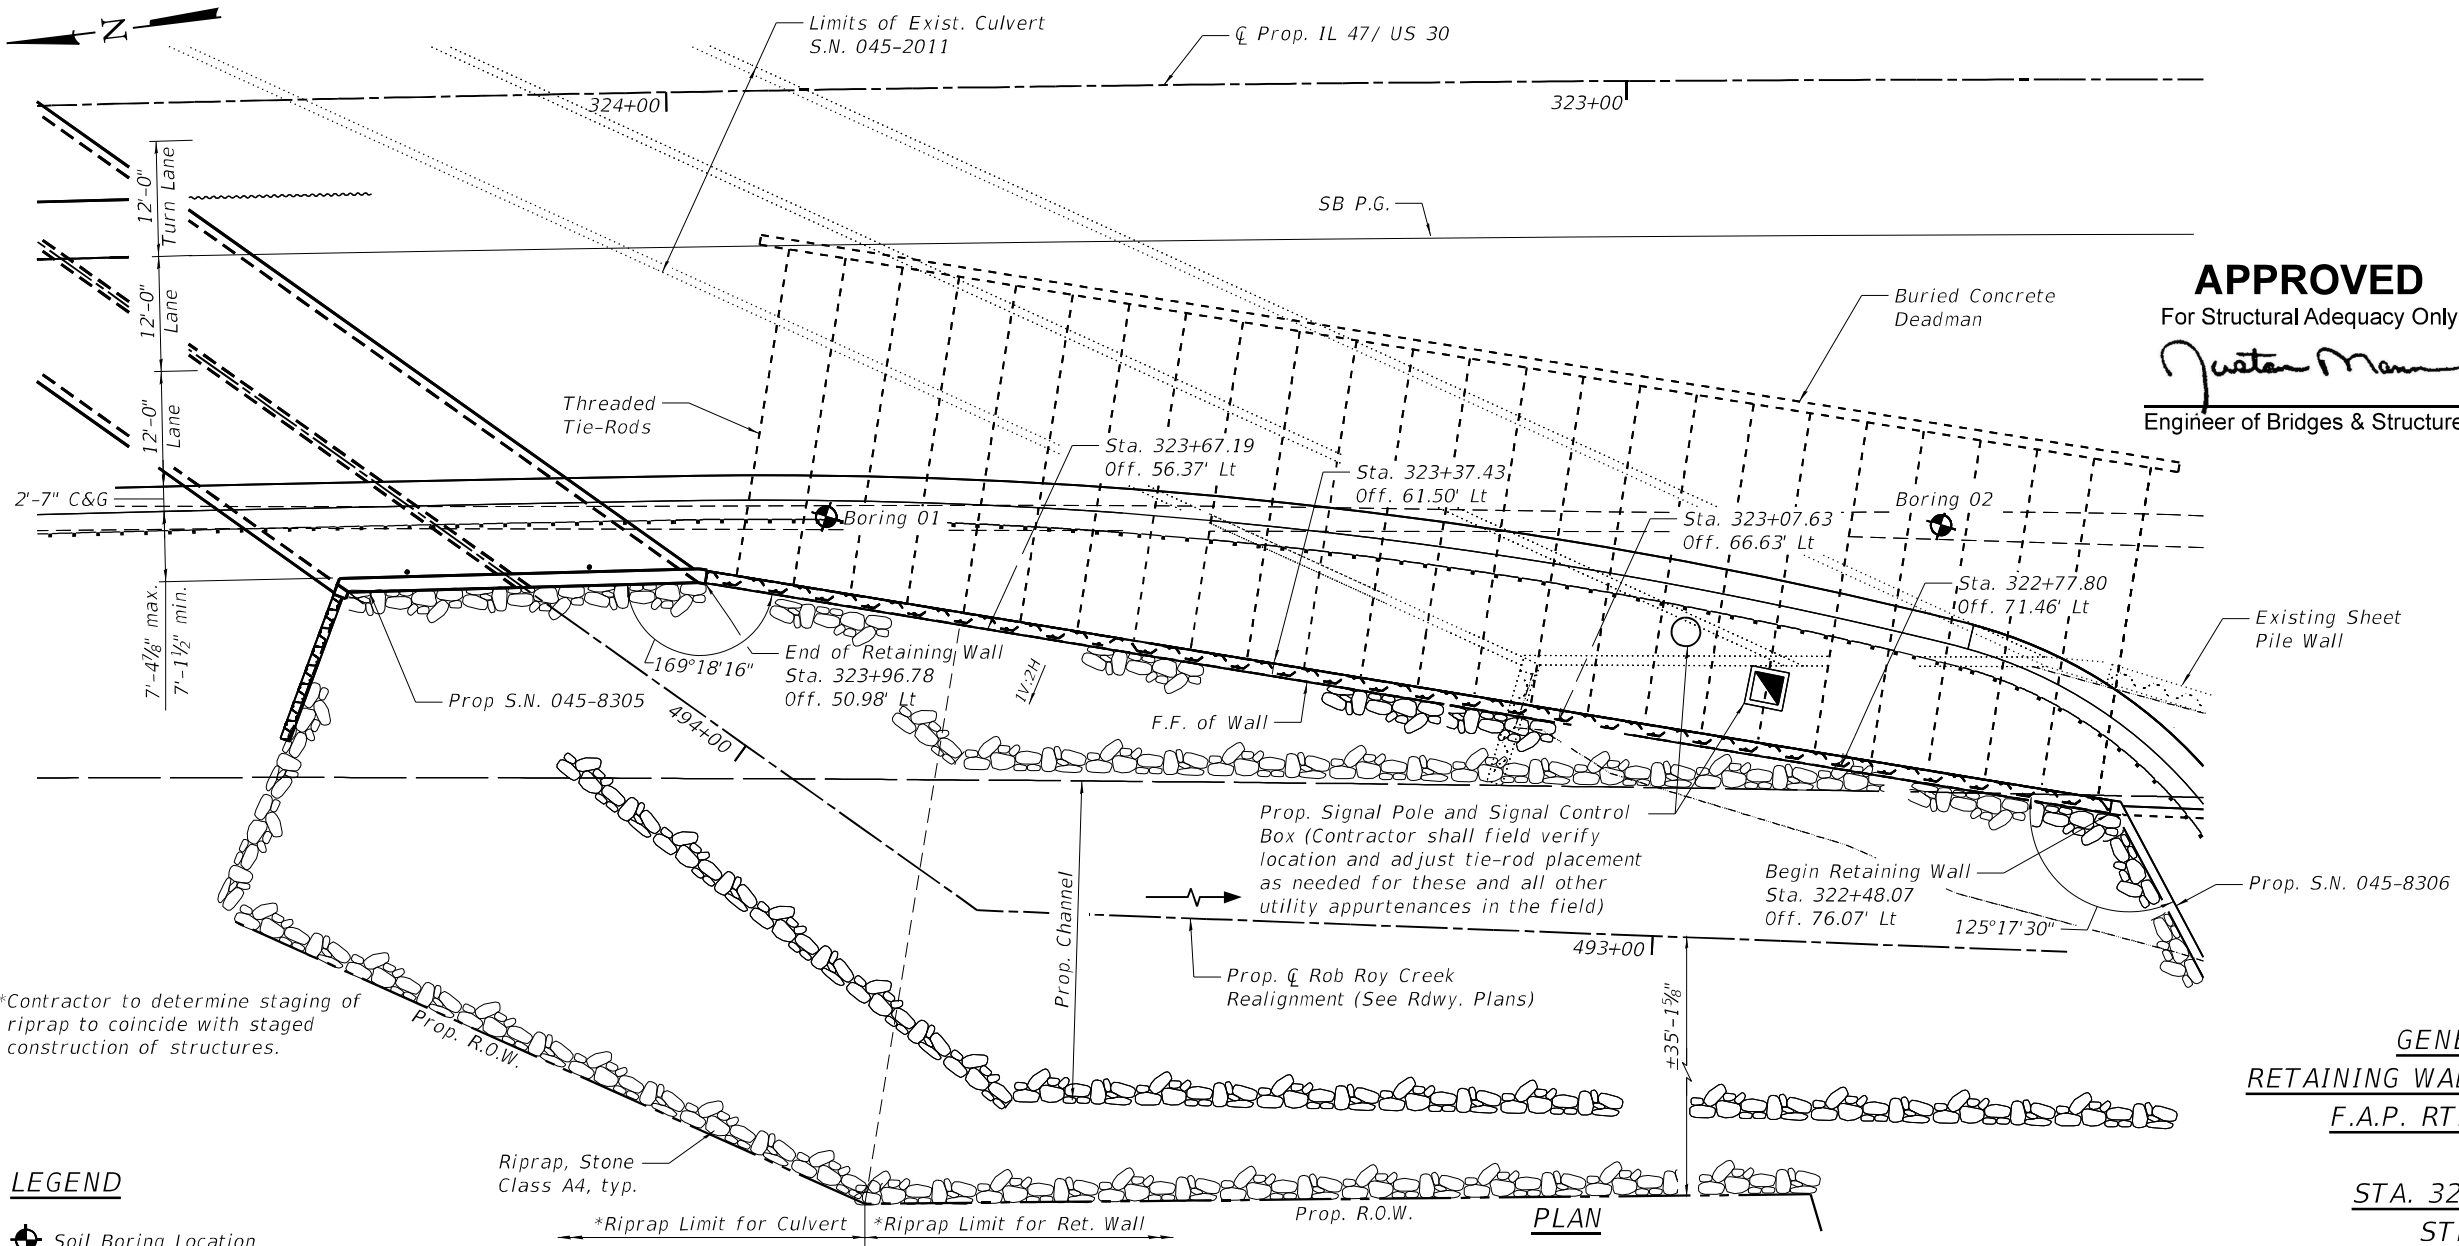 N
Limits of Exist. Culvert
S.N. 045-2011
℄ Prop. IL 47/ US 30
324+00
323+00
12'-0"
Turn Lane
12'-0"
Lane
12'-0"
Lane
2'-7" C&G
7'-4⅞" max.
7'-1½" min.
SB P.G.
APPROVED
For Structural Adequacy Only
Engineer of Bridges & Structure
Buried Concrete
Deadman
Threaded
Tie-Rods
Sta. 323+67.19
Off. 56.37' Lt
Sta. 323+37.43
Off. 61.50' Lt
Sta. 323+07.63
Off. 66.63' Lt
Sta. 322+77.80
Off. 71.46' Lt
Boring 01
Boring 02
Existing Sheet
Pile Wall
169°18'16"
End of Retaining Wall
Sta. 323+96.78
Off. 50.98' Lt
1V:2H
Prop S.N. 045-8305
494+00
F.F. of Wall
Prop. Channel
Prop. Signal Pole and Signal Control
Box (Contractor shall field verify
location and adjust tie-rod placement
as needed for these and all other
utility appurtenances in the field)
Begin Retaining Wall
Sta. 322+48.07
Off. 76.07' Lt
125°17'30"
Prop. S.N. 045-8306
493+00
Prop. ℄ Rob Roy Creek
Realignment (See Rdwy. Plans)
±35'-1⅝"
*Contractor to determine staging of
riprap to coincide with staged
construction of structures.
Prop. R.O.W.
Riprap, Stone
Class A4, typ.
*Riprap Limit for Culvert
*Riprap Limit for Ret. Wall
Prop. R.O.W.
PLAN
LEGEND
Soil Boring Location
GENE
RETAINING WAL
F.A.P. RT.
STA. 32
ST